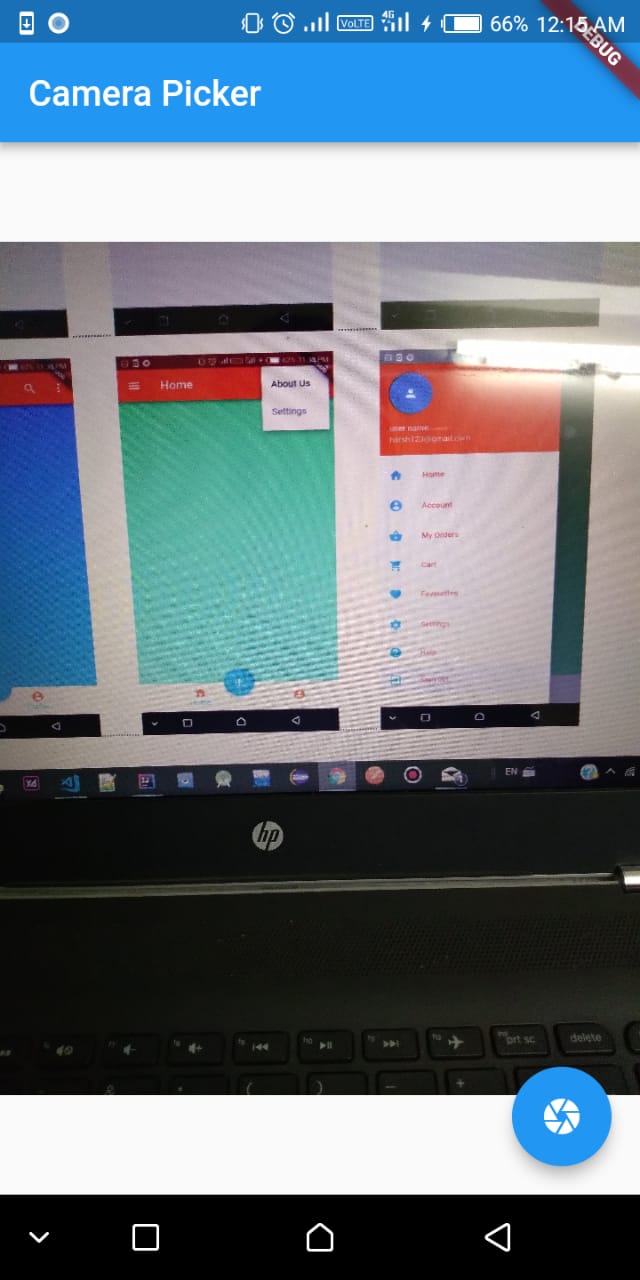 66% 12:15 AM
VoLTE
4G
DEBUG
Camera Picker
Home
About Us
Settings
user name
harsh123@gmail.com
Home
Account
My Orders
Cart
Favourites
Settings
Help
Xd
EN
hp
prt sc
delete